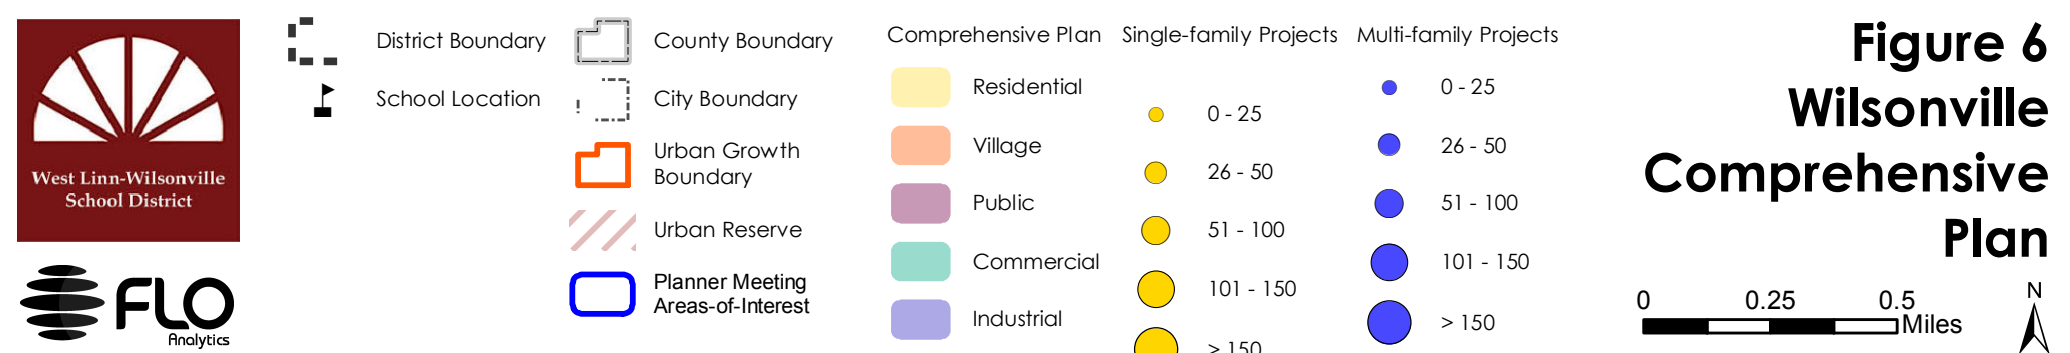 West Linn-Wilsonville
School District
FLO
Analytics
District Boundary
School Location
County Boundary
City Boundary
Urban Growth
Boundary
Urban Reserve
Planner Meeting
Areas-of-Interest
Comprehensive Plan
Residential
Village
Public
Commercial
Industrial
Single-family Projects
0 - 25
26 - 50
51 - 100
101 - 150
> 150
Multi-family Projects
0 - 25
26 - 50
51 - 100
101 - 150
> 150
Figure 6
Wilsonville
Comprehensive
Plan
0 0.25 0.5
Miles
N